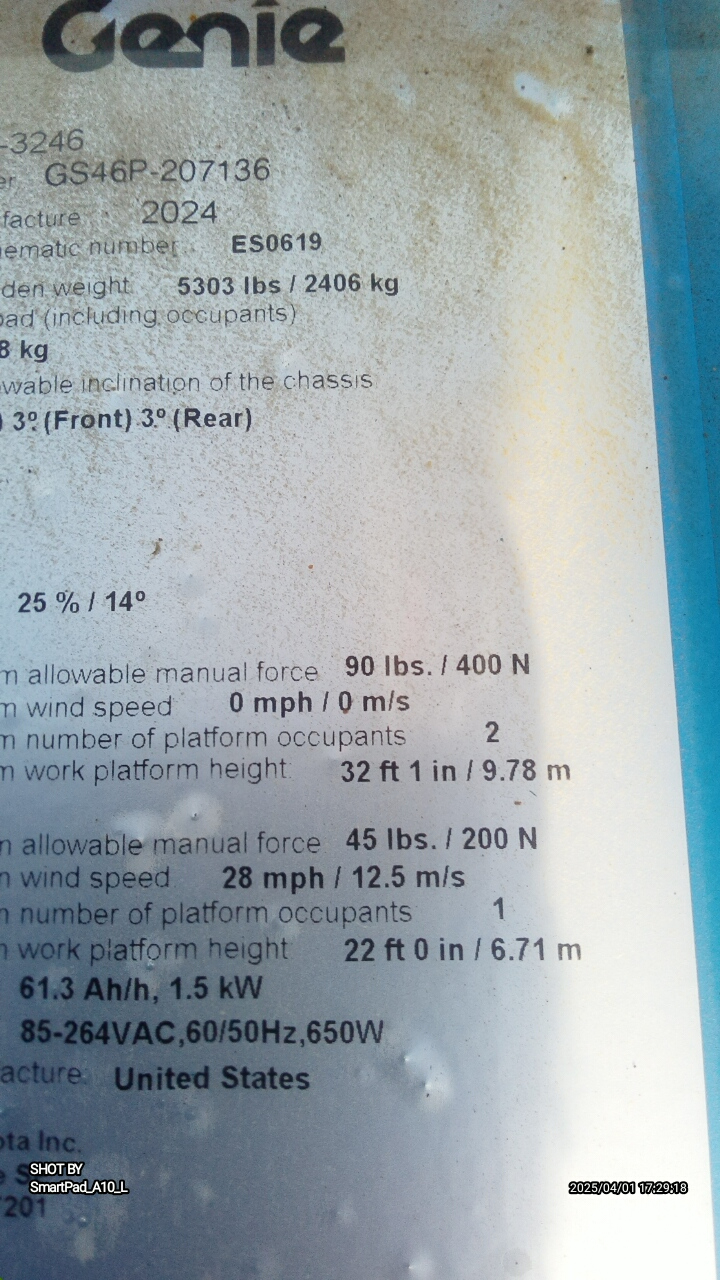 Genie
-3246
er GS46P-207136
facture 2024
ematic number ES0619
den weight 5303 lbs / 2406 kg
oad (including occupants)
8 kg
wable inclination of the chassis
) 3º (Front) 3º (Rear)
25 % / 14º
m allowable manual force 90 lbs. / 400 N
m wind speed 0 mph / 0 m/s
m number of platform occupants 2
m work platform height 32 ft 1 in / 9.78 m
n allowable manual force 45 lbs. / 200 N
n wind speed 28 mph / 12.5 m/s
n number of platform occupants 1
n work platform height 22 ft 0 in / 6.71 m
61.3 Ah/h, 1.5 kW
85-264VAC,60/50Hz,650W
acture United States
ota Inc.
e S
201
SHOT BY
SmartPad_A10_L
2025/04/01 17:29:18